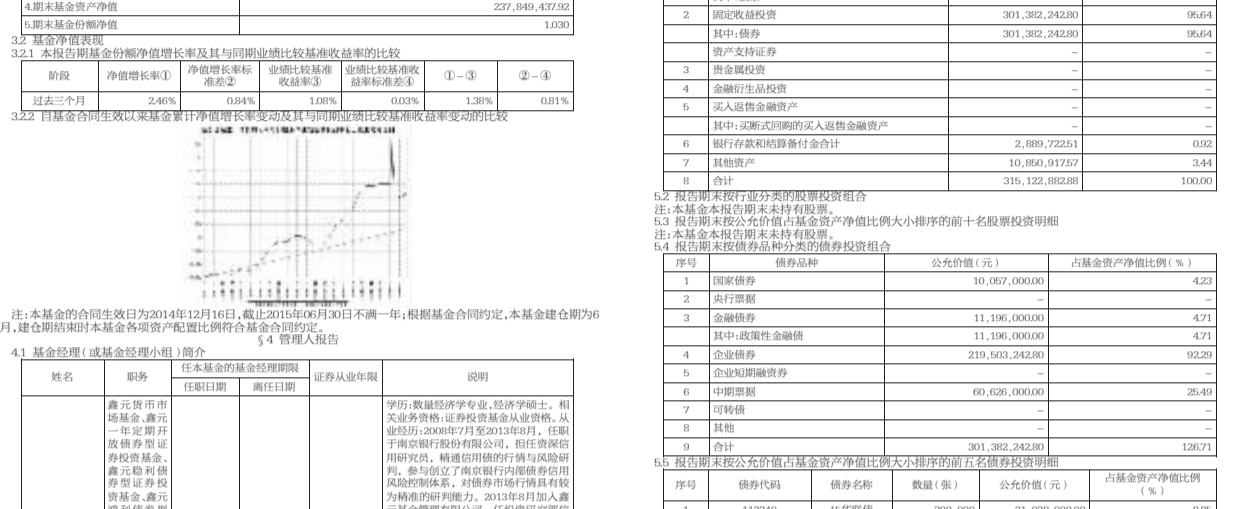 4.期末基金资产净值 237,849,437.92
5.期末基金份额净值 1.030
3.2 基金净值表现
3.2.1 本报告期基金份额净值增长率及其与同期业绩比较基准收益率的比较
阶段 净值增长率① 净值增长率标准差② 业绩比较基准收益率③ 业绩比较基准收益率标准差④ ①-③ ②-④
过去三个月 2.46% 0.84% 1.08% 0.03% 1.38% 0.81%
3.2.2 自基金合同生效以来基金累计净值增长率变动及其与同期业绩比较基准收益率变动的比较
注:本基金的合同生效日为2014年12月16日,截止2015年06月30日不满一年;根据基金合同约定,本基金建仓期为6
月,建仓期结束时本基金各项资产配置比例符合基金合同约定。
§4 管理人报告
4.1 基金经理(或基金经理小组)简介
姓名 职务 任本基金的基金经理期限 证券从业年限 说明
任职日期 离任日期
鑫元货币市
场基金、鑫元
一年定期开
放债券型证
券投资基金、
鑫元稳利债
券型证券投
资基金、鑫元
鸿利债券型
学历:数量经济学专业,经济学硕士。相
关业务资格:证券投资基金从业资格。从
业经历:2008年7月至2013年8月，任职
于南京银行股份有限公司，担任资深信
用研究员，精通信用债的行情与风险研
判，参与创立了南京银行内部债券信用
风险控制体系，对债券市场行情具有较
为精准的研判能力。2013年8月加入鑫
元基金管理有限公司，任投资研究部信
2 固定收益投资 301,382,242.80 95.64
其中:债券 301,382,242.80 95.64
资产支持证券 – –
3 贵金属投资 – –
4 金融衍生品投资 – –
5 买入返售金融资产 – –
其中:买断式回购的买入返售金融资产 – –
6 银行存款和结算备付金合计 2,889,722.51 0.92
7 其他资产 10,850,917.57 3.44
8 合计 315,122,882.88 100.00
5.2 报告期末按行业分类的股票投资组合
注:本基金本报告期末未持有股票。
5.3 报告期末按公允价值占基金资产净值比例大小排序的前十名股票投资明细
注:本基金本报告期末未持有股票。
5.4 报告期末按债券品种分类的债券投资组合
序号 债券品种 公允价值(元) 占基金资产净值比例(%)
1 国家债券 10,057,000.00 4.23
2 央行票据 – –
3 金融债券 11,196,000.00 4.71
其中:政策性金融债 11,196,000.00 4.71
4 企业债券 219,503,242.80 92.29
5 企业短期融资券 – –
6 中期票据 60,626,000.00 25.49
7 可转债 – –
8 其他 – –
9 合计 301,382,242.80 126.71
5.5 报告期末按公允价值占基金资产净值比例大小排序的前五名债券投资明细
序号 债券代码 债券名称 数量(张) 公允价值(元) 占基金资产净值比例(%)